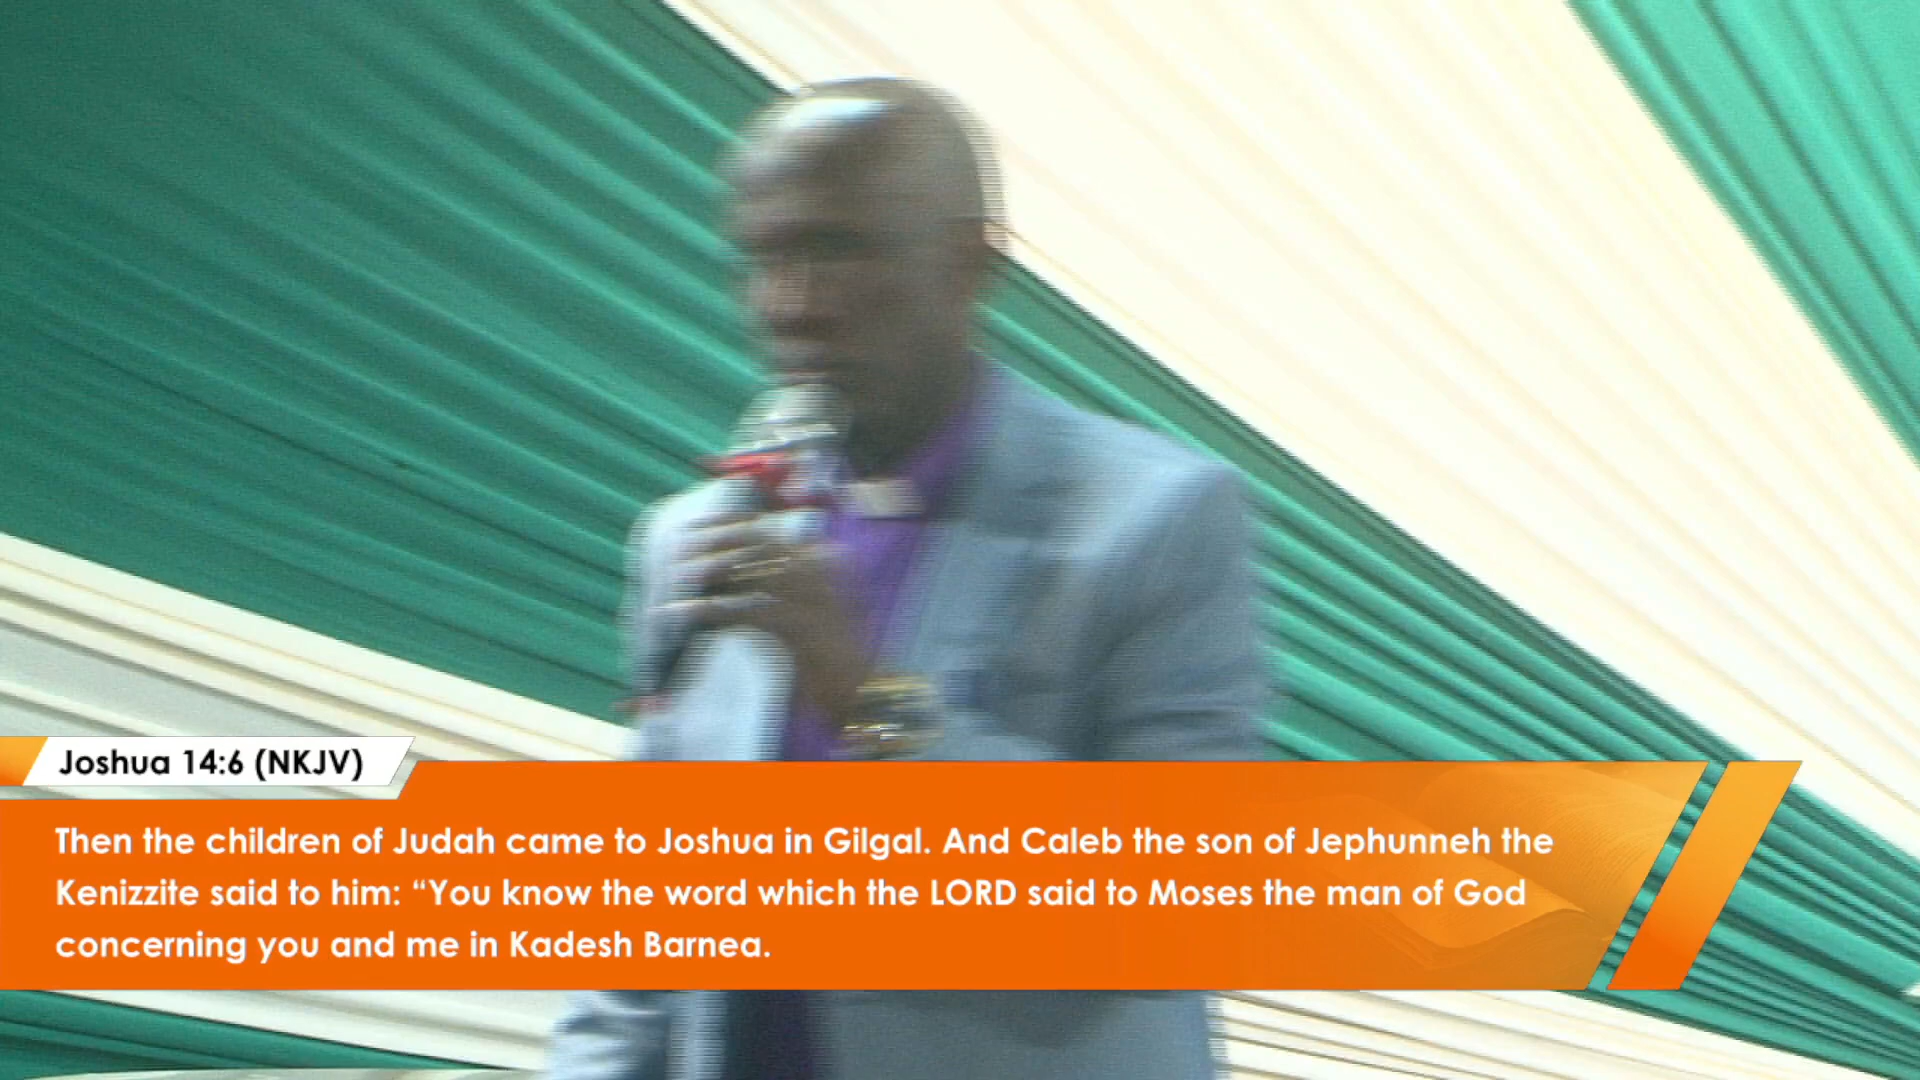 Joshua 14:6 (NKJV)
Then the children of Judah came to Joshua in Gilgal. And Caleb the son of Jephunneh the
Kenizzite said to him: “You know the word which the LORD said to Moses the man of God
concerning you and me in Kadesh Barnea.